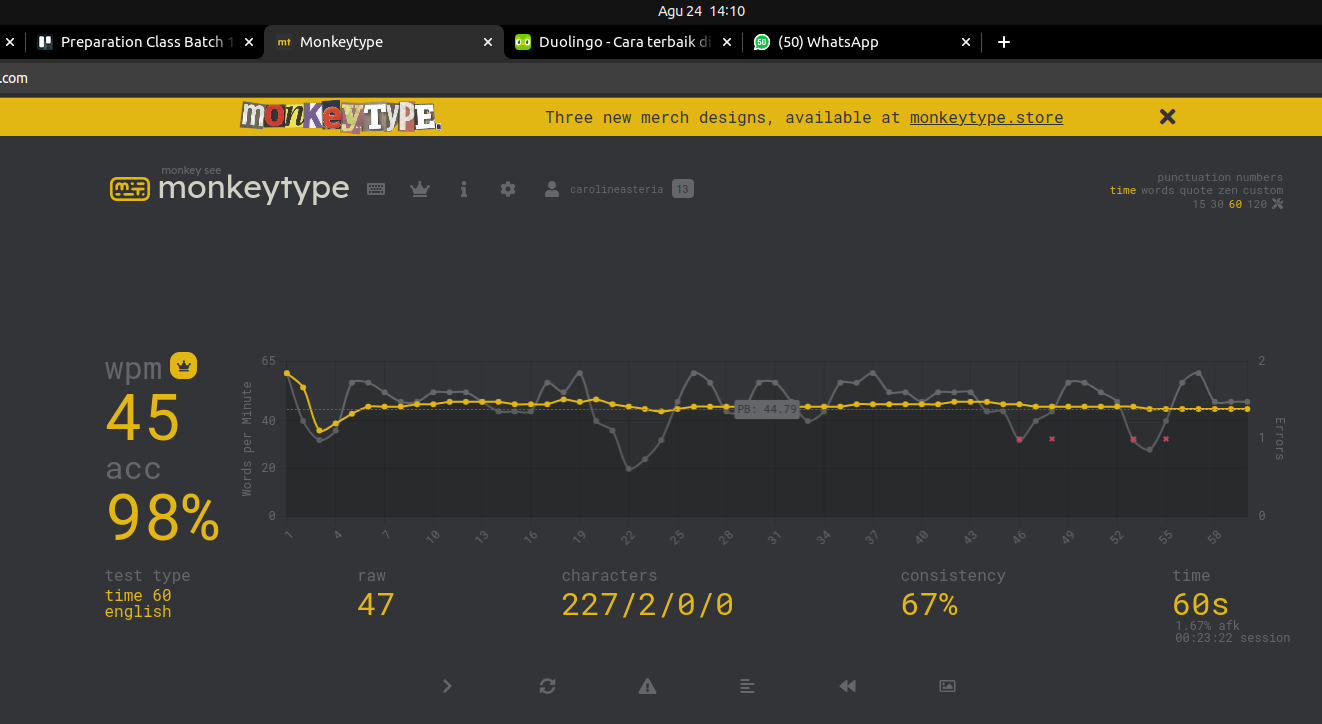 Agu 24 14:10
Preparation Class Batch 1
Monkeytype
Duolingo - Cara terbaik di
(50) WhatsApp
.com
monkeytype.
Three new merch designs, available at monkeytype.store
monkey see
monkeytype
carolineasteria 13
punctuation numbers
time words quote zen custom
15 30 60 120
wpm
45
acc
98%
Words per Minute
65
40
20
0
PB: 44.79
2
1
0
Errors
1 4 7 10 13 16 19 22 25 28 31 34 37 40 43 46 49 52 55 58
test type
time 60
english
raw
47
characters
227/2/0/0
consistency
67%
time
60s
1.67% afk
00:23:22 session